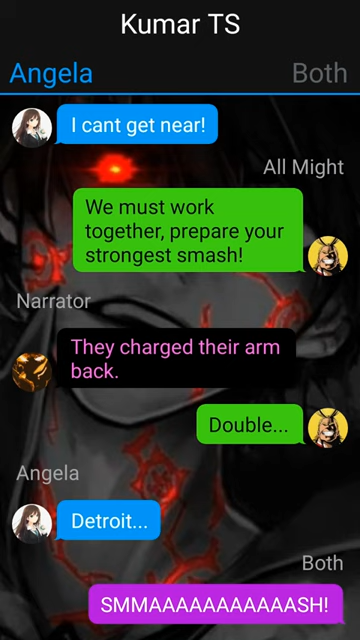 Kumar TS
Angela
Both
I cant get near!
All Might
We must work
together, prepare your
strongest smash!
Narrator
They charged their arm
back.
Double...
Angela
Detroit...
Both
SMMAAAAAAAAAAASH!